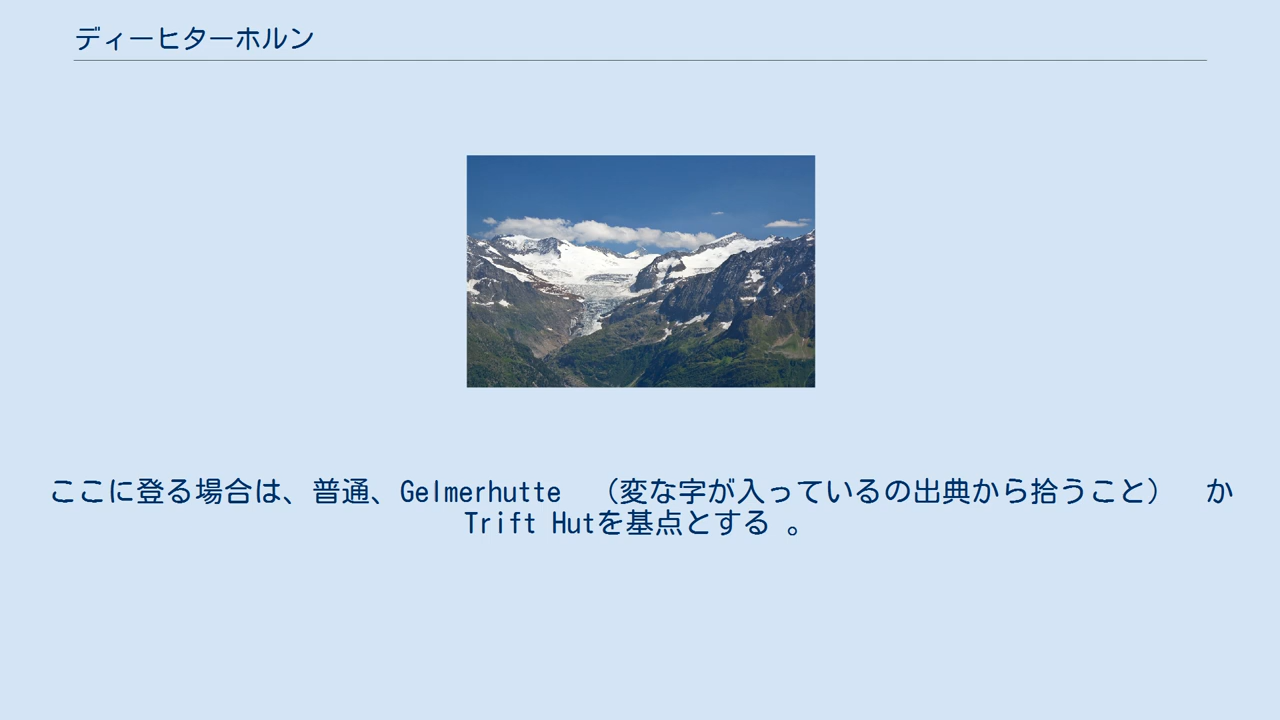 ディーヒターホルン
ここに登る場合は、普通、Gelmerhutte　（変な字が入っているの出典から拾うこと）　か
Trift Hutを基点とする 。